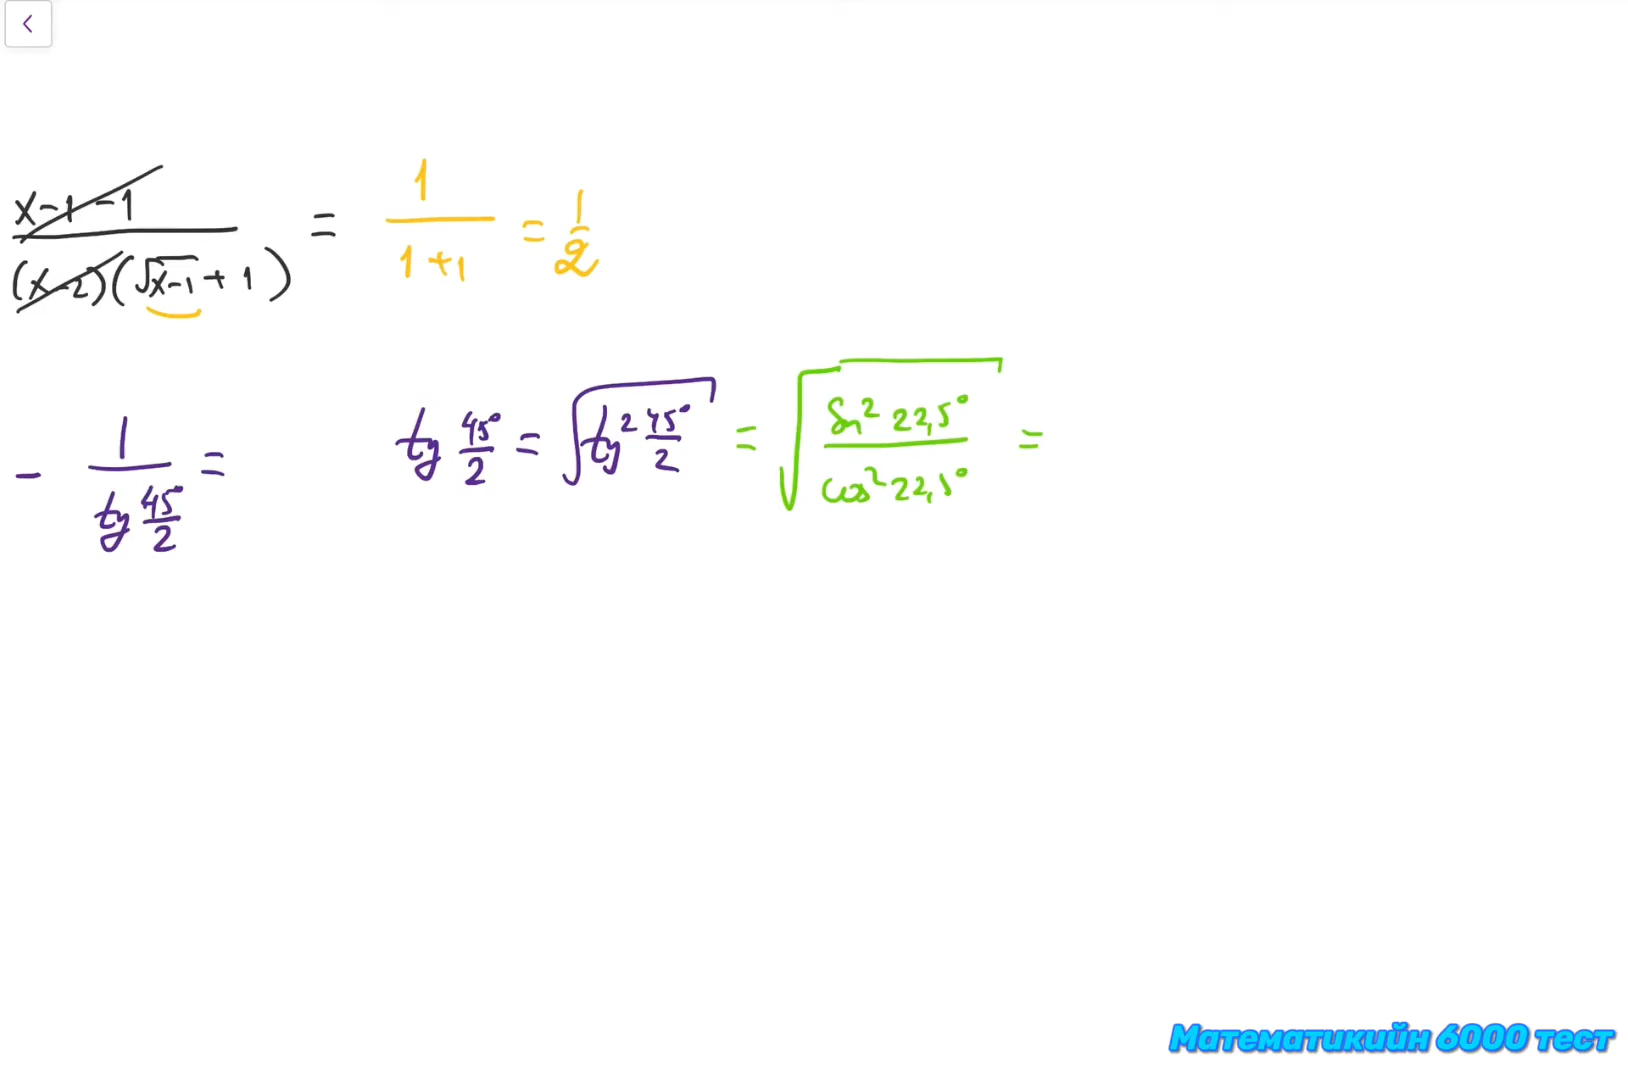 x-1-1 / (x-2)(√x-1 + 1) = 1 / 1+1 = 1/2
- 1 / tg 45°/2 = tg 45°/2 = √tg² 45°/2 = √sin² 22,5° / cos² 22,5° =
Математикийн 6000 тест